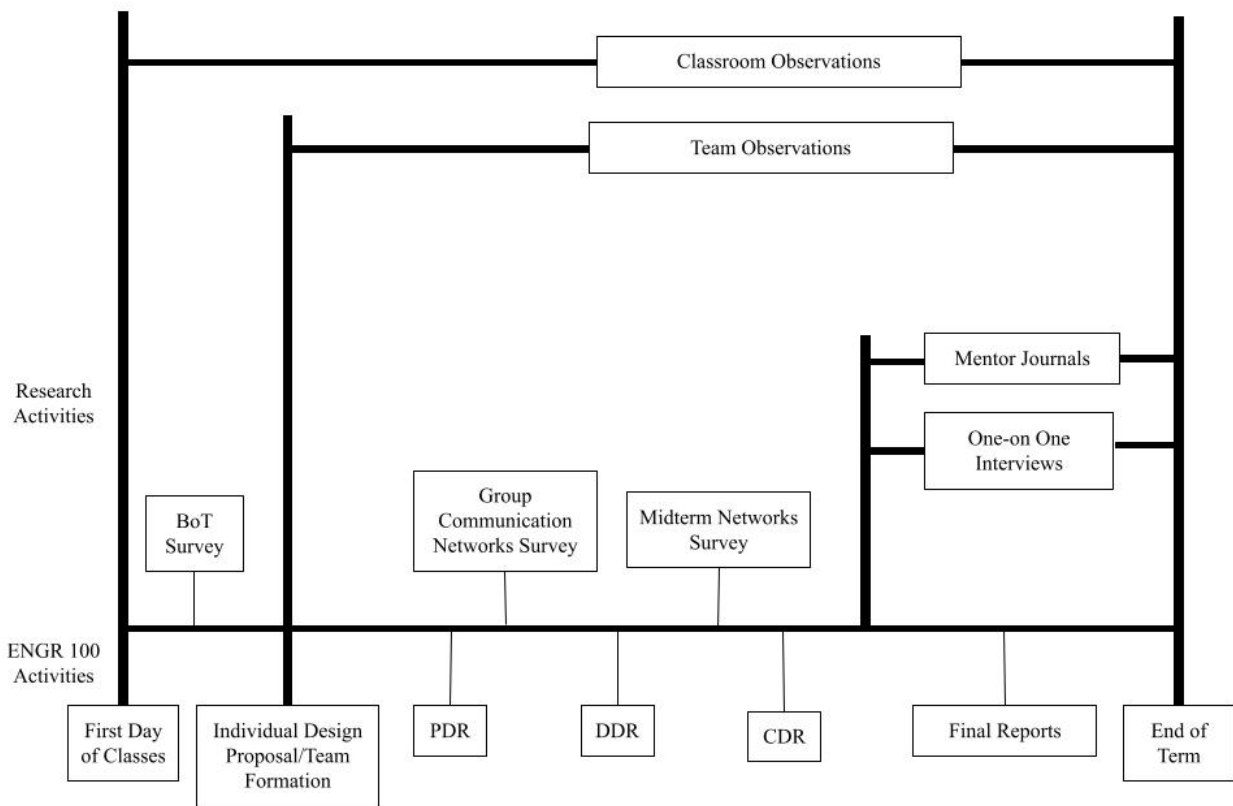 Classroom Observations
Team Observations
Mentor Journals
Research
Activities
One-on One
Interviews
Group
Communication
Networks Survey
Midterm Networks
Survey
BoT
Survey
ENGR 100
Activities
First Day
of Classes
Individual Design
Proposal/Team
Formation
PDR
DDR
CDR
Final Reports
End of
Term